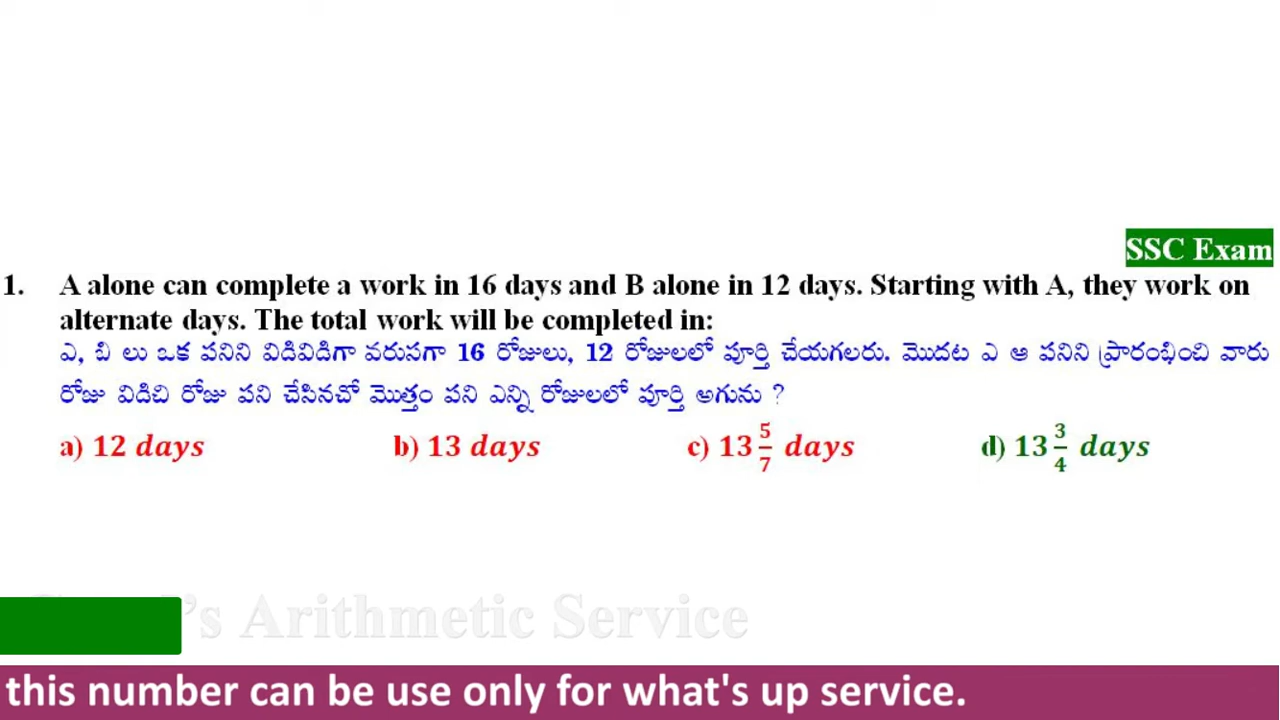 SSC Exam
1. A alone can complete a work in 16 days and B alone in 12 days. Starting with A, they work on
alternate days. The total work will be completed in:
ఎ, బి లు ఒక పనిని విడివిడిగా వరుసగా 16 రోజులు, 12 రోజులలో పూర్తి చేయగలరు. మొదట ఎ ఆ పనిని ప్రారంభించి వారు
రోజు విడిచి రోజు పని చేసినచో మొత్తం పని ఎన్ని రోజులలో పూర్తి అగును ?
a) 12 days b) 13 days c) 13 5/7 days d) 13 3/4 days
's Arithmetic Service
this number can be use only for what's up service.